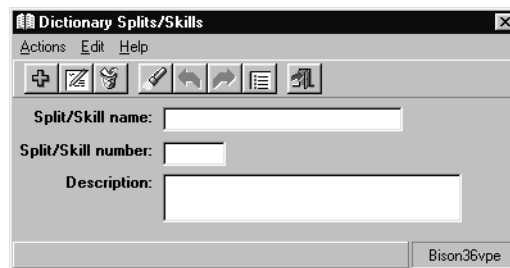 Dictionary Splits/Skills
Actions Edit Help
Split/Skill name:
Split/Skill number:
Description:
Bison36vpe